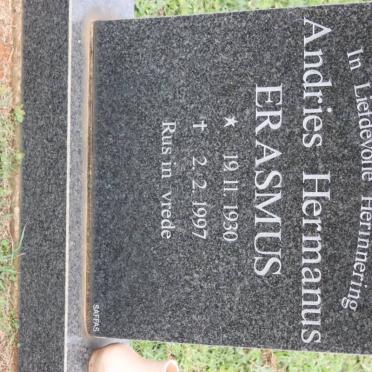 In Liefdevolle Herinnering
Andries Hermanus
ERASMUS
★ 19. 11. 1930
✝ 2. 2. 1997
Rus in vrede
SAFFAS